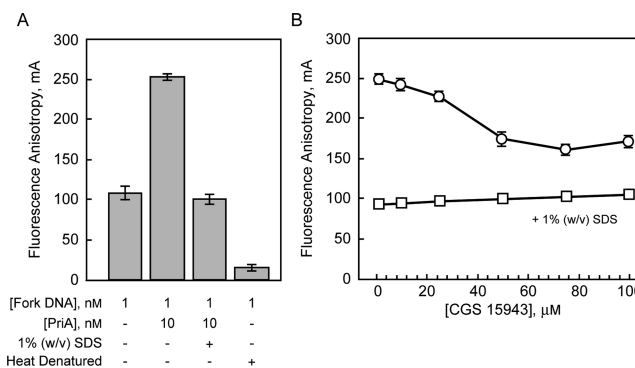 A
300
250
200
150
100
50
0
Fluorescence Anisotropy, mA
[Fork DNA], nM 1 1 1 1
[PriA], nM - 10 10 -
1% (w/v) SDS - - + -
Heat Denatured - - - +
B
300
250
200
150
100
50
0
Fluorescence Anisotropy, mA
+ 1% (w/v) SDS
0 20 40 60 80 100
[CGS 15943], µM